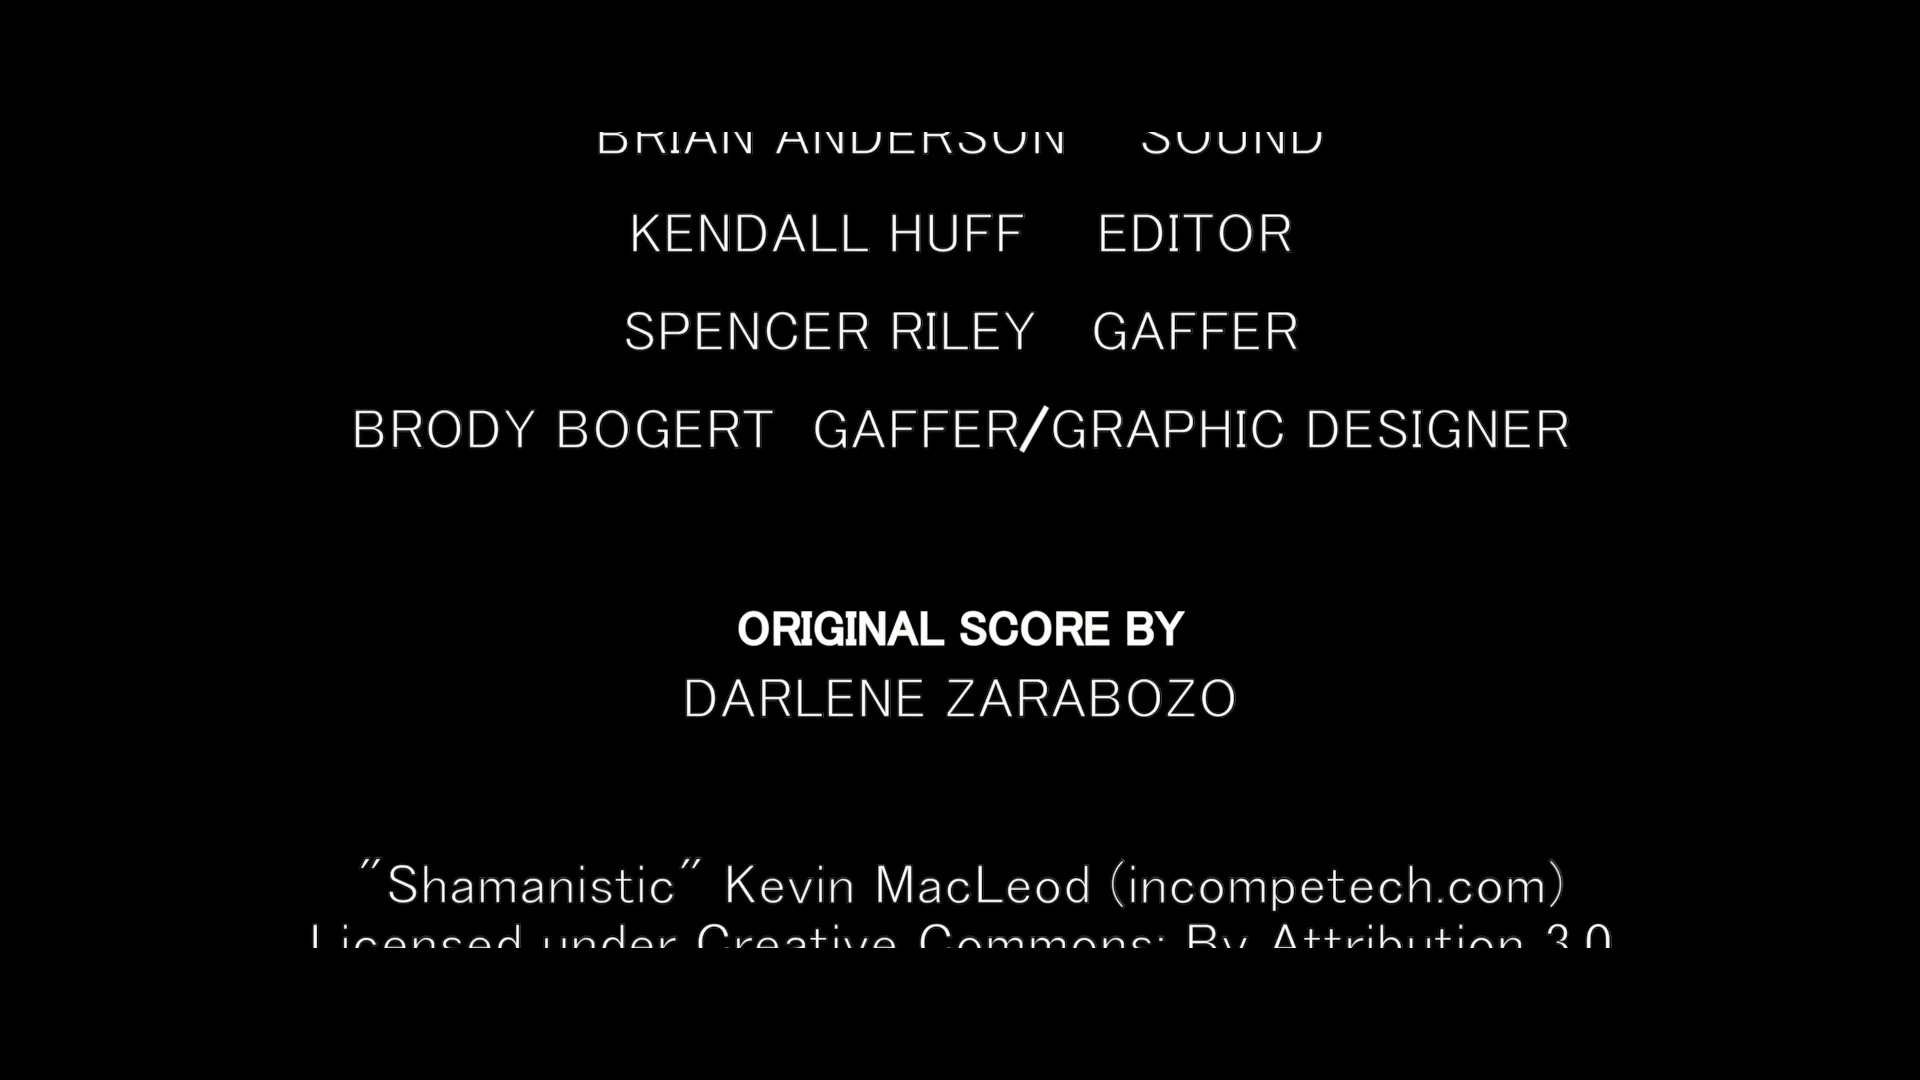 BRIAN ANDERSON SOUND
KENDALL HUFF EDITOR
SPENCER RILEY GAFFER
BRODY BOGERT GAFFER/GRAPHIC DESIGNER
ORIGINAL SCORE BY
DARLENE ZARABOZO
"Shamanistic" Kevin MacLeod (incompetech.com)
Licensed under Creative Commons: By Attribution 3.0